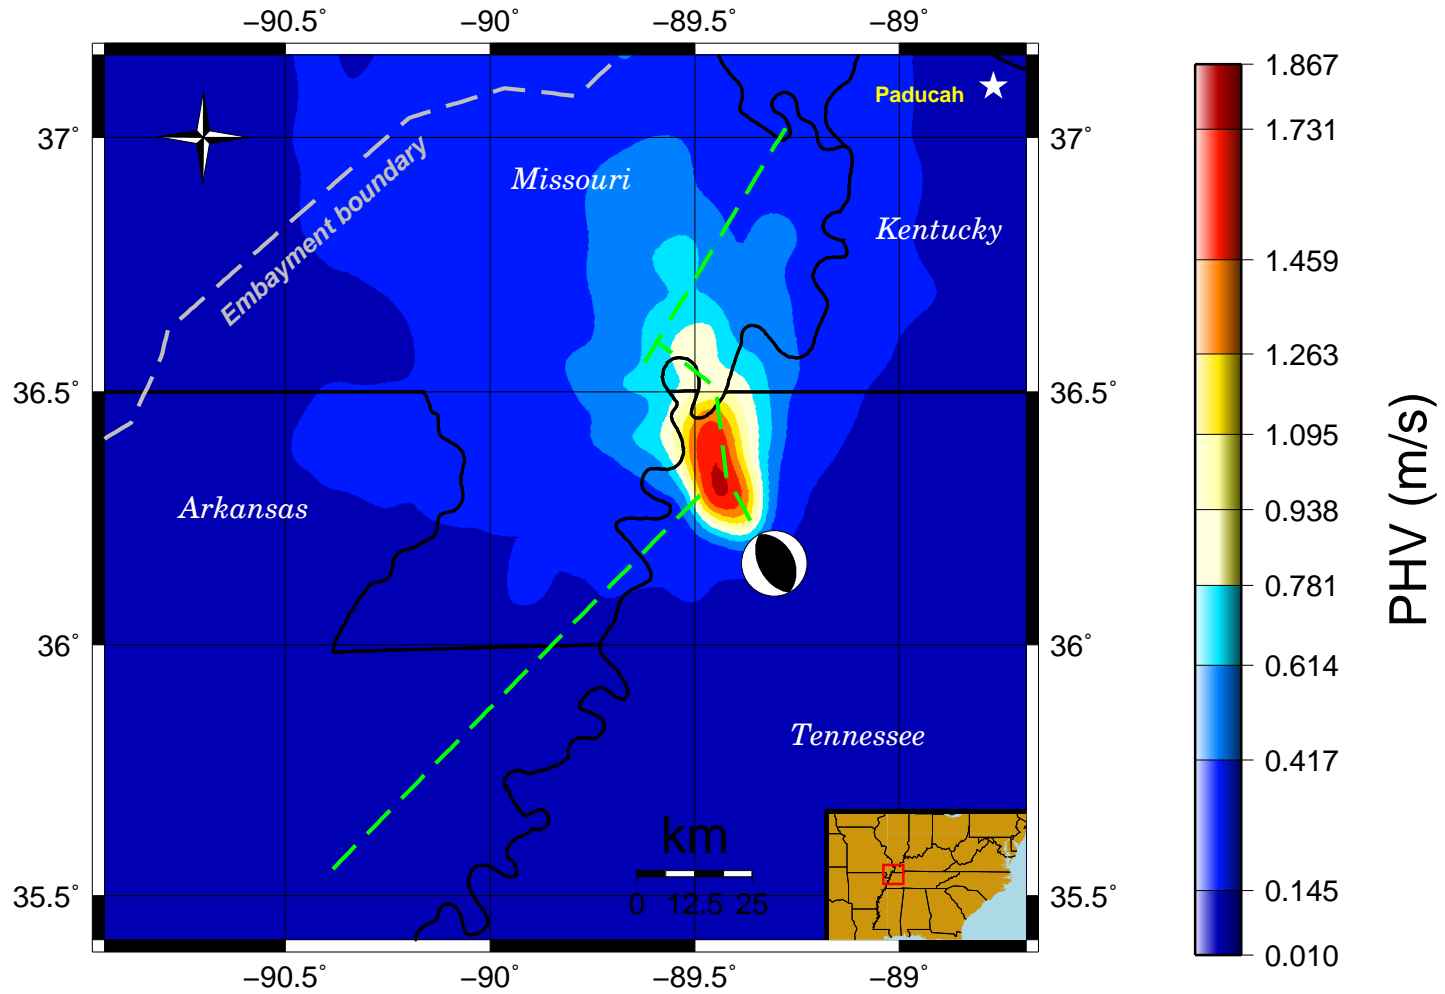 −90.5˚ −90˚ −89.5˚ −89˚
Paducah
37˚ 37˚
Embayment boundary
Missouri
Kentucky
36.5˚ 36.5˚
Arkansas
36˚ 36˚
Tennessee
km
0 12.5 25
35.5˚ 35.5˚
−90.5˚ −90˚ −89.5˚ −89˚
1.867
1.731
1.459
1.263
1.095
0.938
0.781
0.614
0.417
0.145
0.010
PHV (m/s)